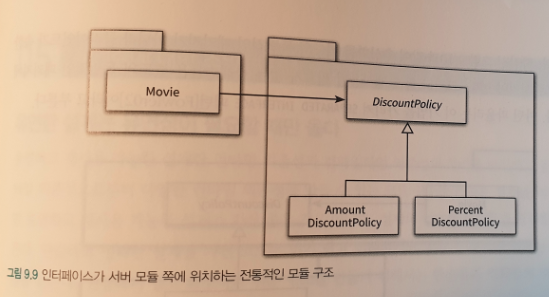 Movie
DiscountPolicy
Amount
DiscountPolicy
Percent
DiscountPolicy
그림 9.9 인터페이스가 서버 모듈 쪽에 위치하는 전통적인 모듈 구조